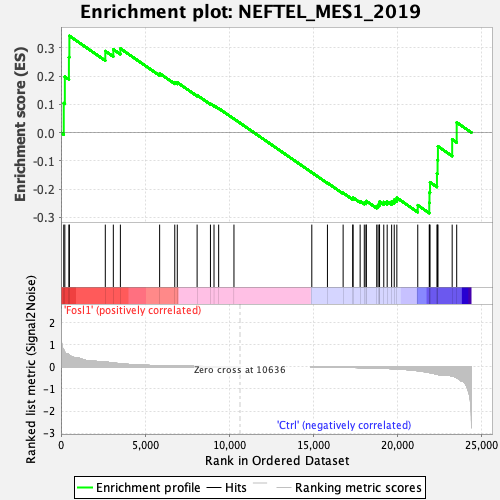 Enrichment plot: NEFTEL_MES1_2019
Enrichment score (ES)
0.3
0.2
0.1
0.0
-0.1
-0.2
-0.3
'Fosl1' (positively correlated)
Ranked list metric (Signal2Noise)
2
1
0
-1
-2
-3
Zero cross at 10636
'Ctrl' (negatively correlated)
0 5,000 10,000 15,000 20,000 25,000
Rank in Ordered Dataset
Enrichment profile Hits Ranking metric scores